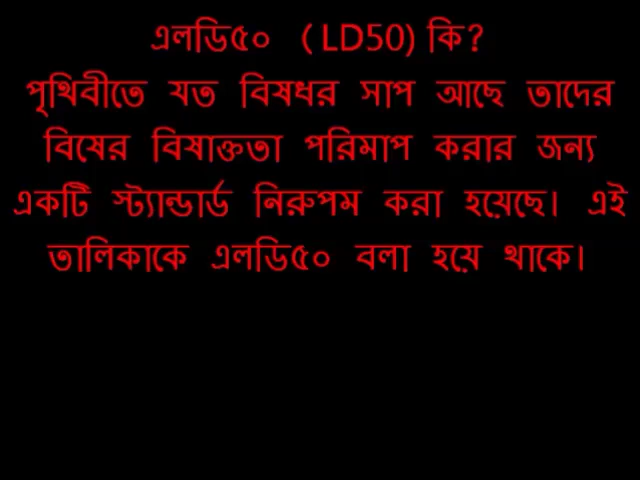 এলডি৫০ (LD50) কি?
পৃথিবীতে যত বিষধর সাপ আছে তাদের
বিষের বিষাক্ততা পরিমাপ করার জন্য
একটি স্ট্যান্ডার্ড নিরুপম করা হয়েছে। এই
তালিকাকে এলডি৫০ বলা হয়ে থাকে।